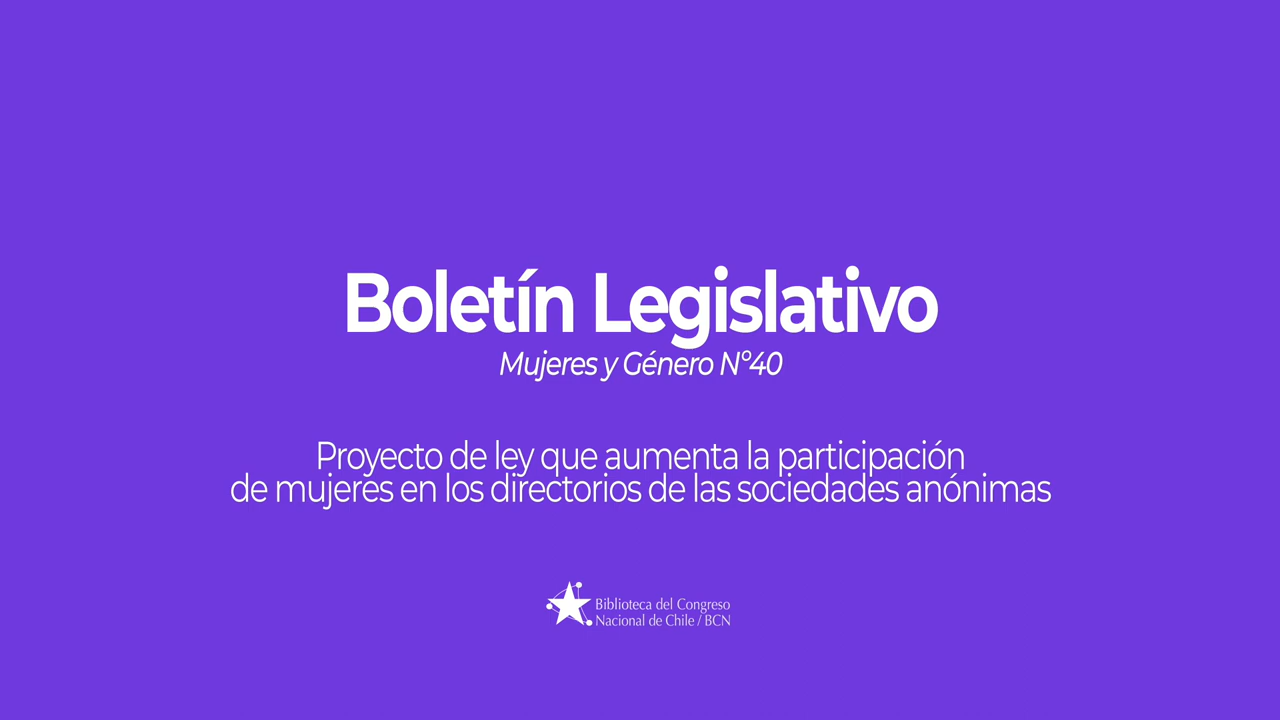 Boletín Legislativo
Mujeres y Género N°40
Proyecto de ley que aumenta la participación
de mujeres en los directorios de las sociedades anónimas
Biblioteca del Congreso
Nacional de Chile / BCN